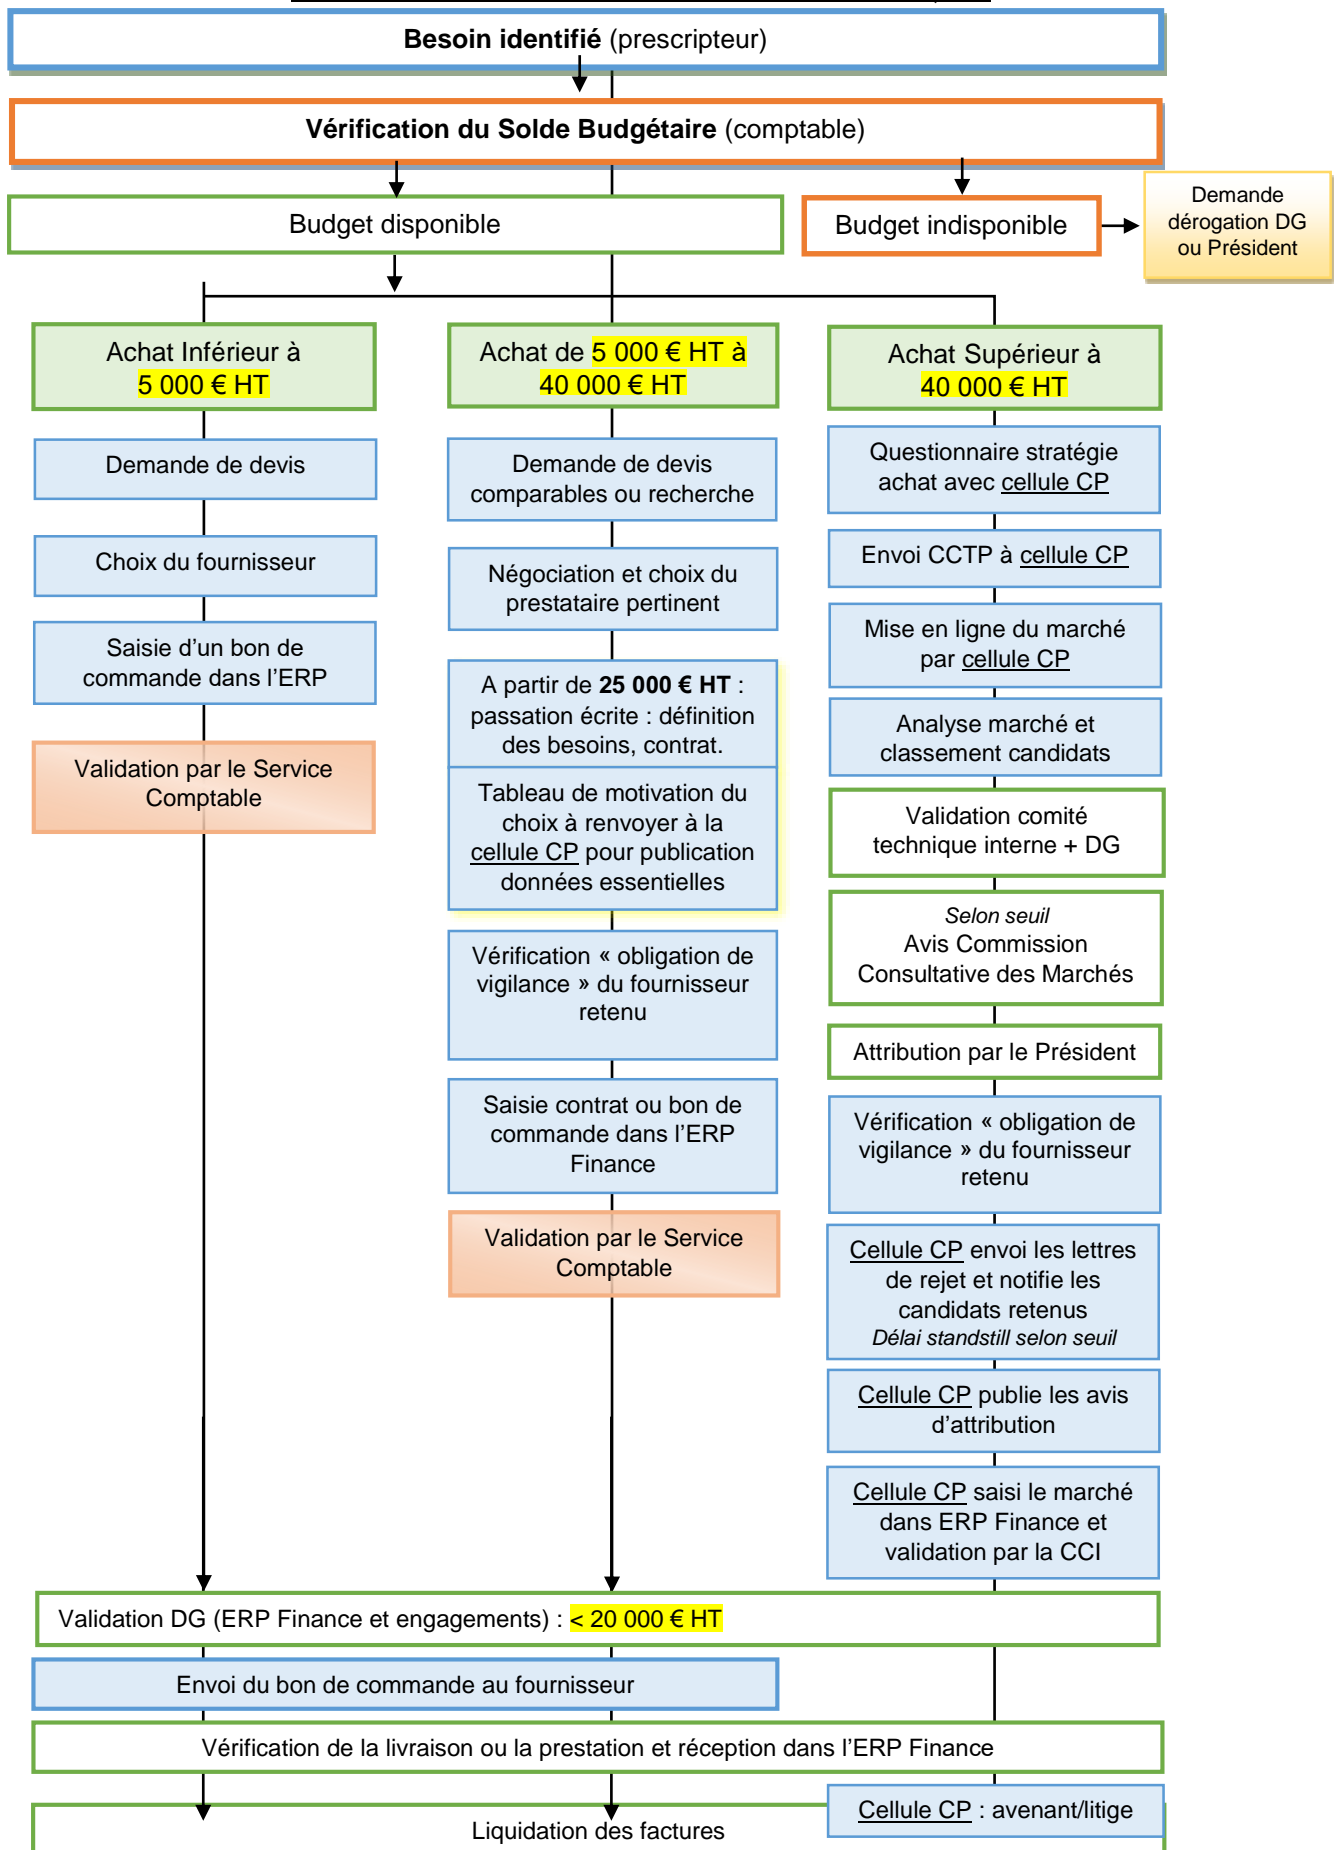 Besoin identifié (prescripteur)
Vérification du Solde Budgétaire (comptable)
Budget disponible
Budget indisponible
Demande
dérogation DG
ou Président
Achat Inférieur à
5 000 € HT
Demande de devis
Choix du fournisseur
Saisie d'un bon de
commande dans l'ERP
Validation par le Service
Comptable
Achat de 5 000 € HT à
40 000 € HT
Demande de devis
comparables ou recherche
Négociation et choix du
prestataire pertinent
A partir de 25 000 € HT :
passation écrite : définition
des besoins, contrat.
Tableau de motivation du
choix à renvoyer à la
cellule CP pour publication
données essentielles
Vérification « obligation de
vigilance » du fournisseur
retenu
Saisie contrat ou bon de
commande dans l'ERP
Finance
Validation par le Service
Comptable
Achat Supérieur à
40 000 € HT
Questionnaire stratégie
achat avec cellule CP
Envoi CCTP à cellule CP
Mise en ligne du marché
par cellule CP
Analyse marché et
classement candidats
Validation comité
technique interne + DG
Selon seuil
Avis Commission
Consultative des Marchés
Attribution par le Président
Vérification « obligation de
vigilance » du fournisseur
retenu
Cellule CP envoi les lettres
de rejet et notifie les
candidats retenus
Délai standstill selon seuil
Cellule CP publie les avis
d'attribution
Cellule CP saisi le marché
dans ERP Finance et
validation par la CCI
Validation DG (ERP Finance et engagements) : < 20 000 € HT
Envoi du bon de commande au fournisseur
Vérification de la livraison ou la prestation et réception dans l'ERP Finance
Cellule CP : avenant/litige
Liquidation des factures